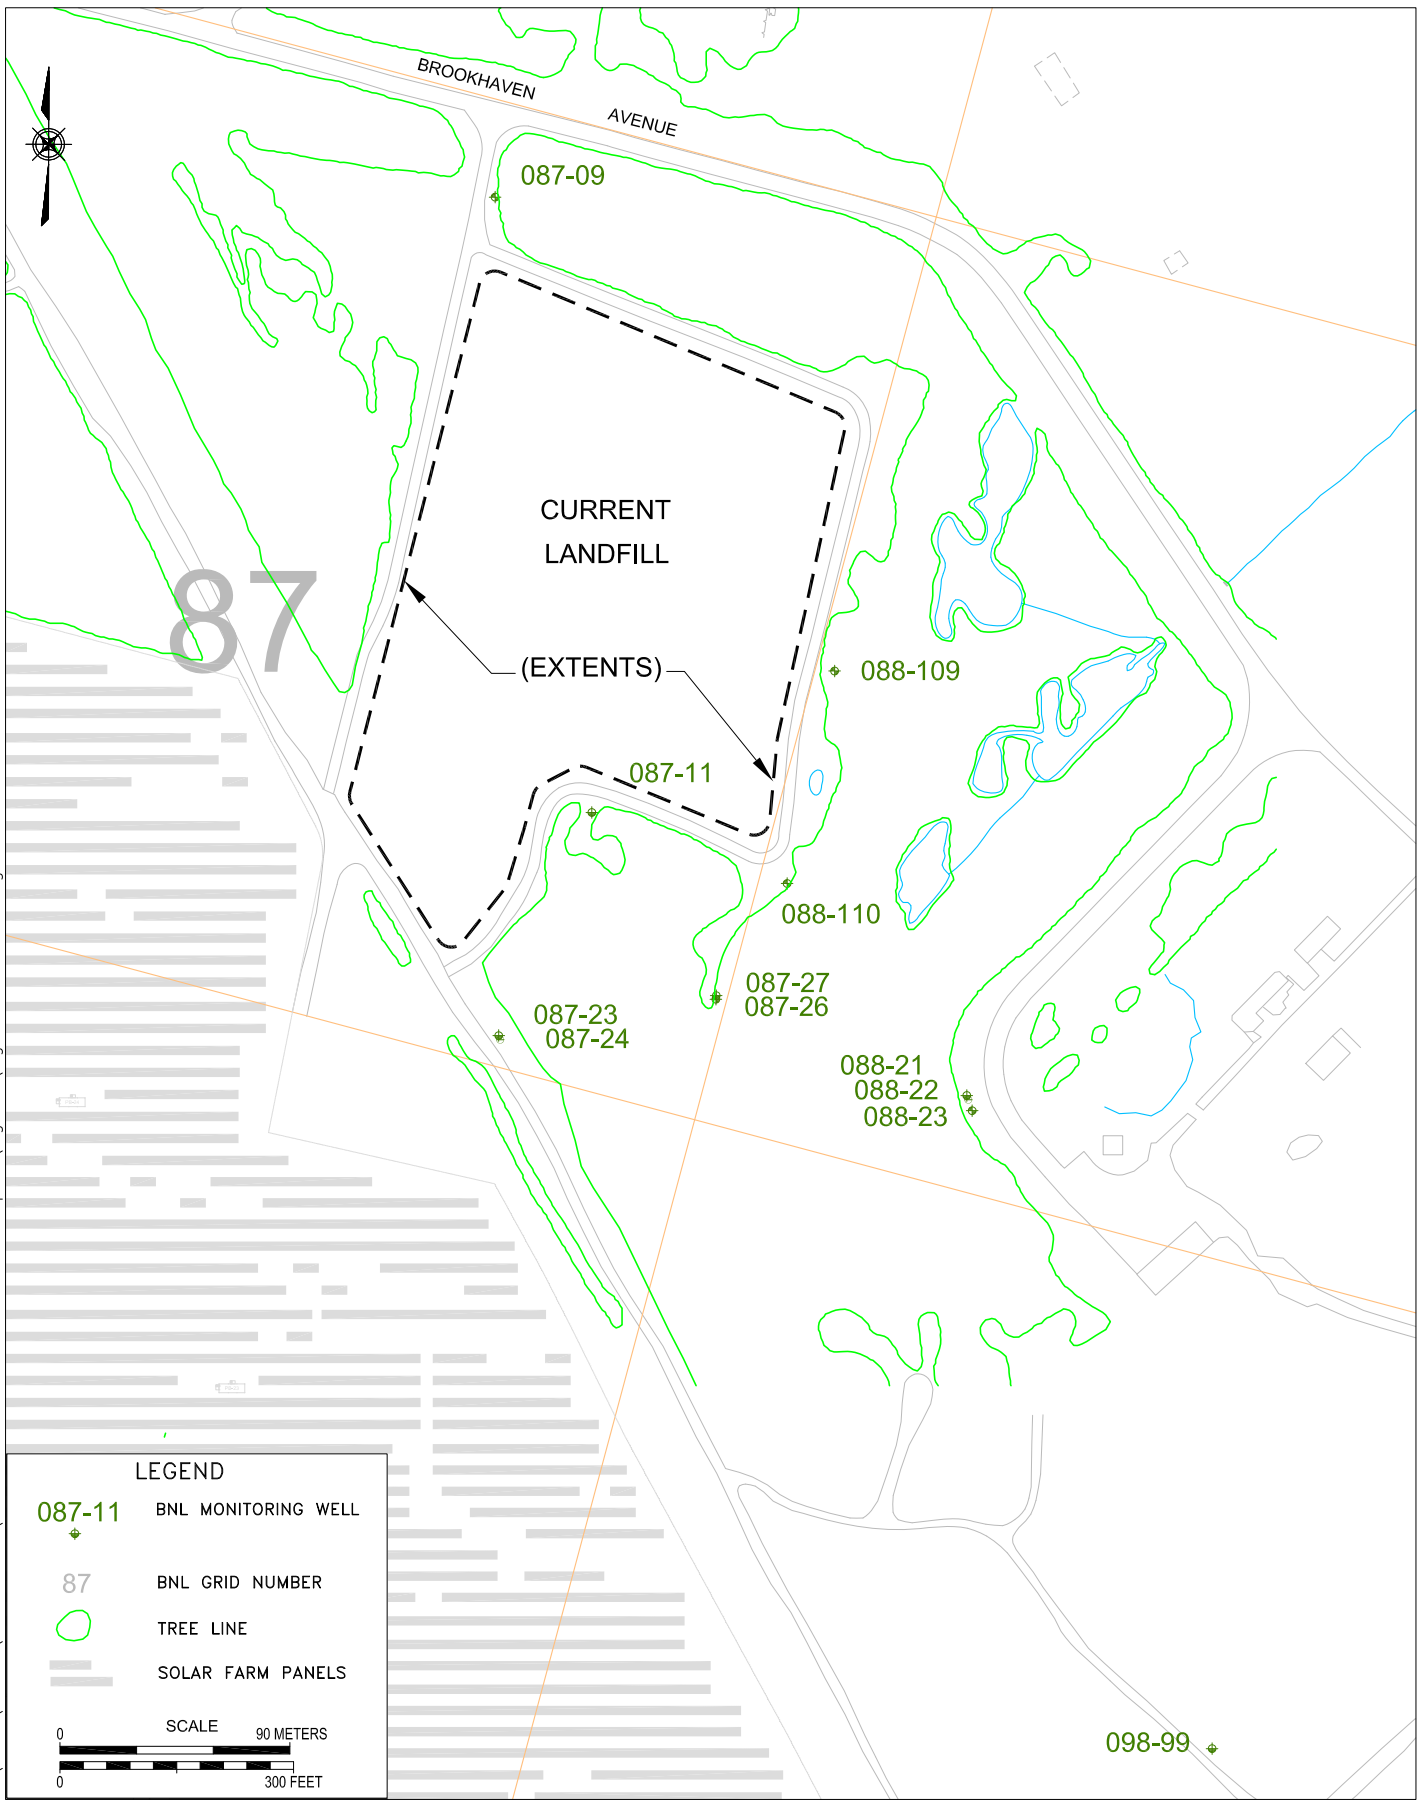 BROOKHAVEN
AVENUE
087-09
CURRENT
LANDFILL
87
(EXTENTS)
088-109
087-11
088-110
087-27
087-26
087-23
087-24
088-21
088-22
088-23
098-99
LEGEND
087-11 BNL MONITORING WELL
87 BNL GRID NUMBER
TREE LINE
SOLAR FARM PANELS
SCALE
0 90 METERS
0 300 FEET